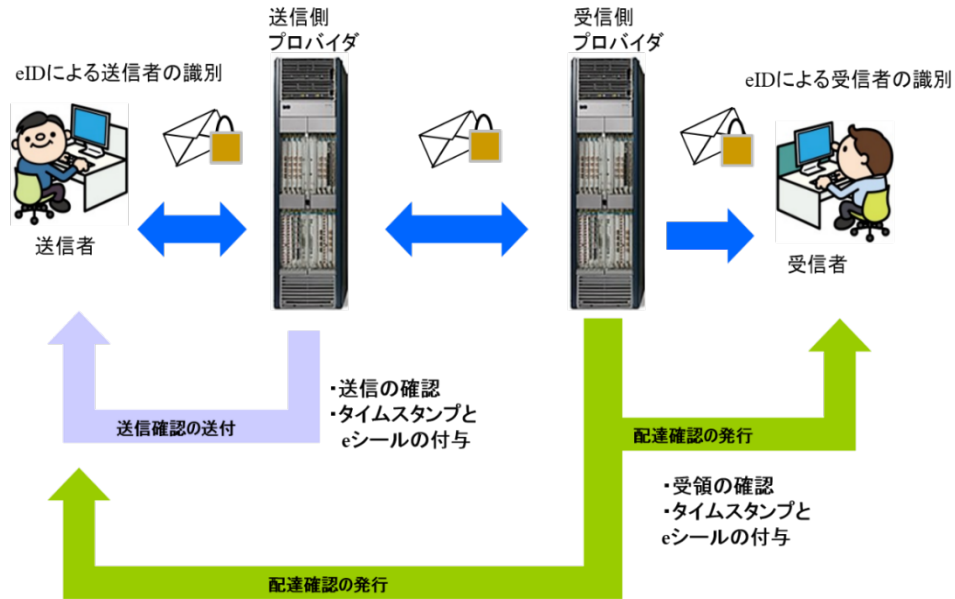 送信側
プロバイダ
受信側
プロバイダ
eIDによる送信者の識別
eIDによる受信者の識別
送信者
受信者
・送信の確認
・タイムスタンプと
eシールの付与
送信確認の送付
配達確認の発行
・受領の確認
・タイムスタンプと
eシールの付与
配達確認の発行